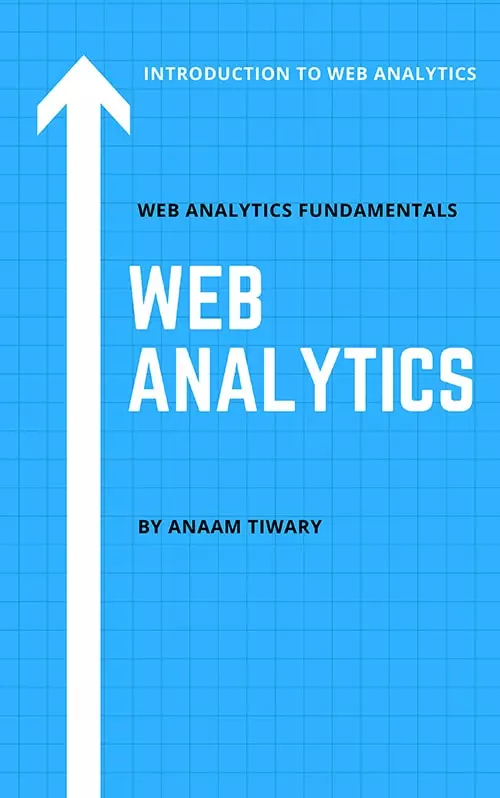 INTRODUCTION TO WEB ANALYTICS
WEB ANALYTICS FUNDAMENTALS
WEB
ANALYTICS
BY ANAAM TIWARY